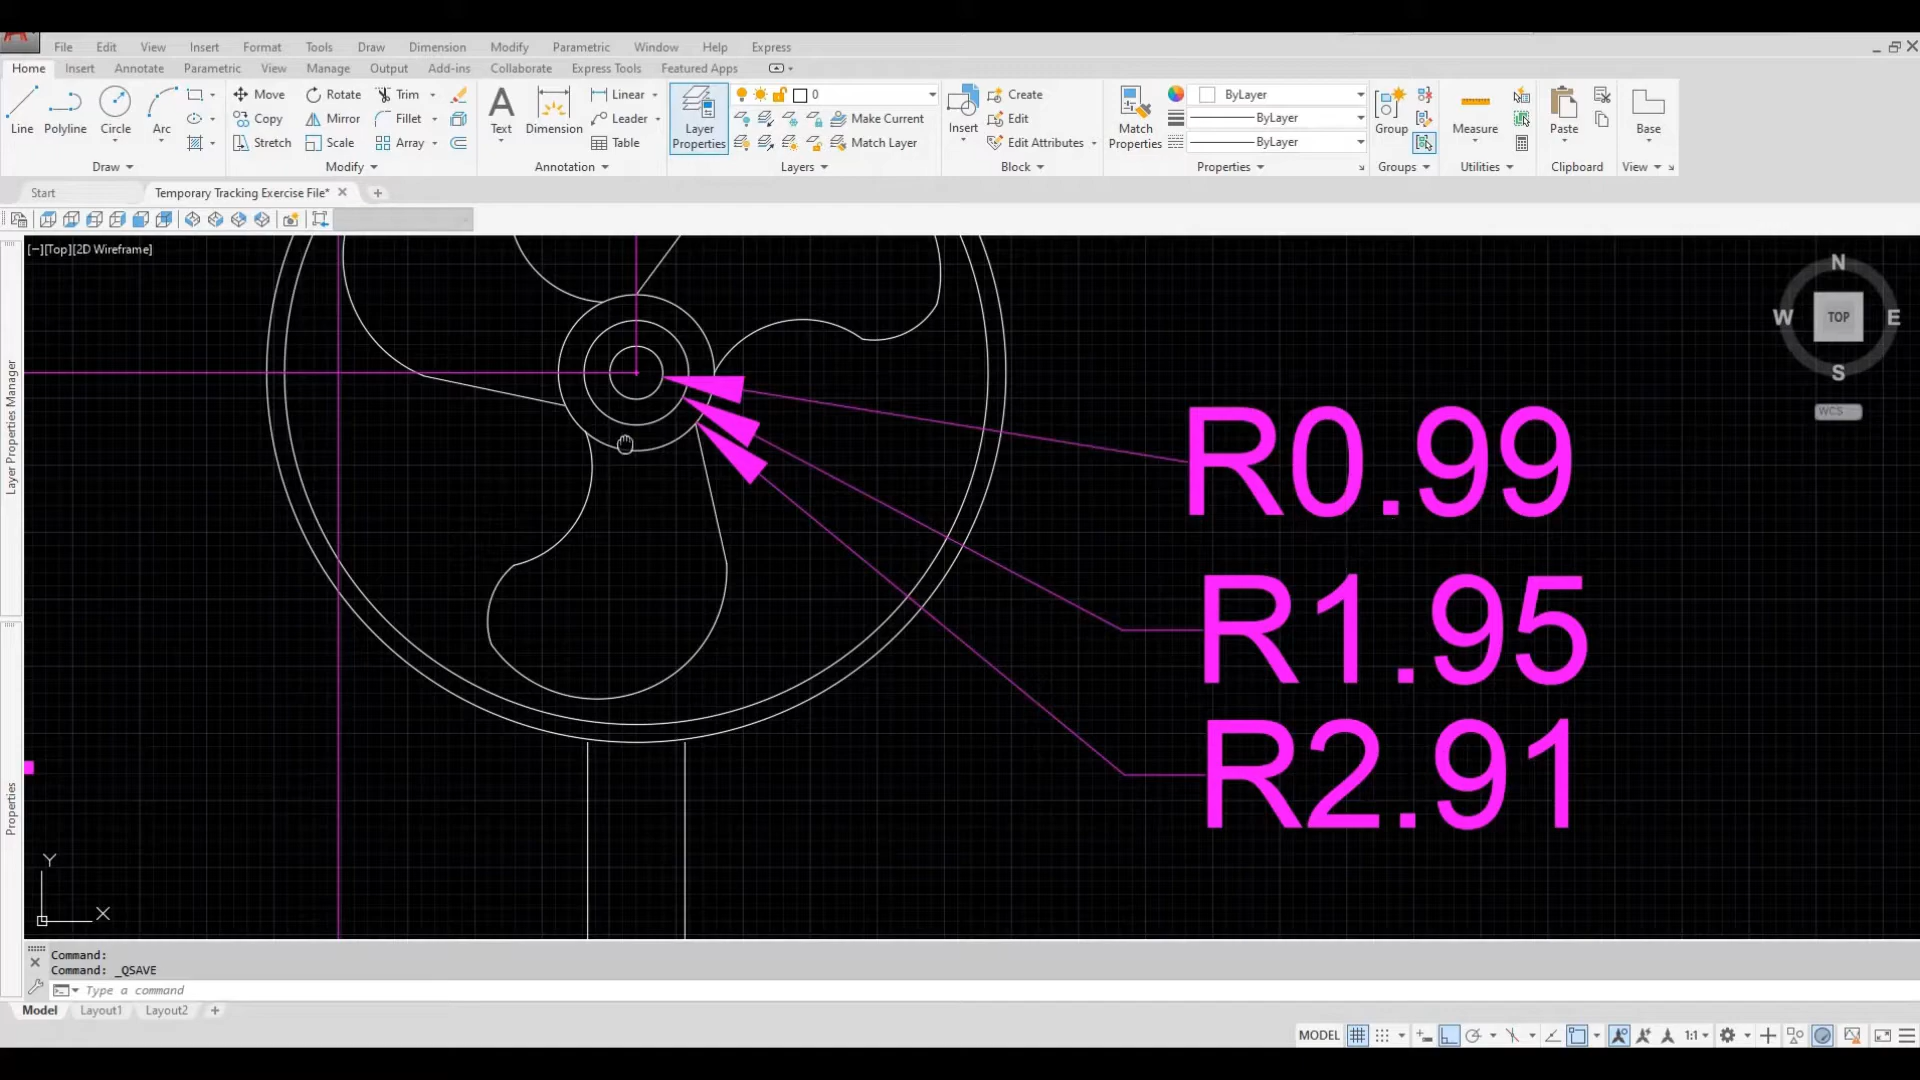 File Edit View Insert Format Tools Draw Dimension Modify Parametric Window Help Express
Home Insert Annotate Parametric View Manage Output Add-ins Collaborate Express Tools Featured Apps
Line Polyline Circle Arc
Move Rotate Trim
Copy Mirror Fillet
Stretch Scale Array
Text Dimension
Linear
Leader
Table
Layer Properties
0
Make Current
Match Layer
Insert
Create
Edit
Edit Attributes
Match Properties
ByLayer
ByLayer
ByLayer
Group
Measure
Paste
Base
Draw Modify Annotation Layers Block Properties Groups Utilities Clipboard View
Start Temporary Tracking Exercise File*
[−][Top][2D Wireframe]
N
W TOP E
S
WCS
Layer Properties Manager
Properties
R0.99
R1.95
R2.91
Y
X
Command:
Command: _QSAVE
Type a command
Model Layout1 Layout2
MODEL 1:1